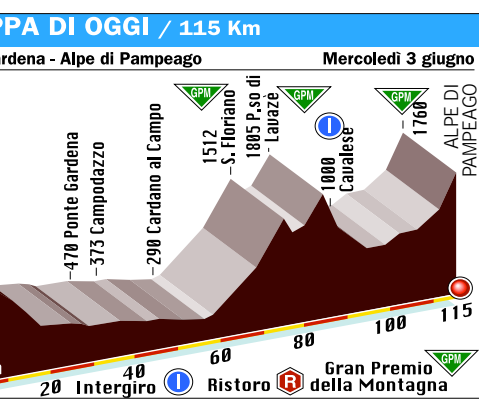 PPA DI OGGI / 115 Km
rdena - Alpe di Pampeago
Mercoledì 3 giugno
GPM
GPM
GPM
470 Ponte Gardena
373 Campodazzo
290 Cardano al Campo
1512
S. Floriano
1805 P.so di
Lavazè
I
1000
Cavalese
1760
ALPE DI
PAMPEAGO
20
40
60
80
100
115
Intergiro I
Ristoro R
Gran Premio
della Montagna
GPM